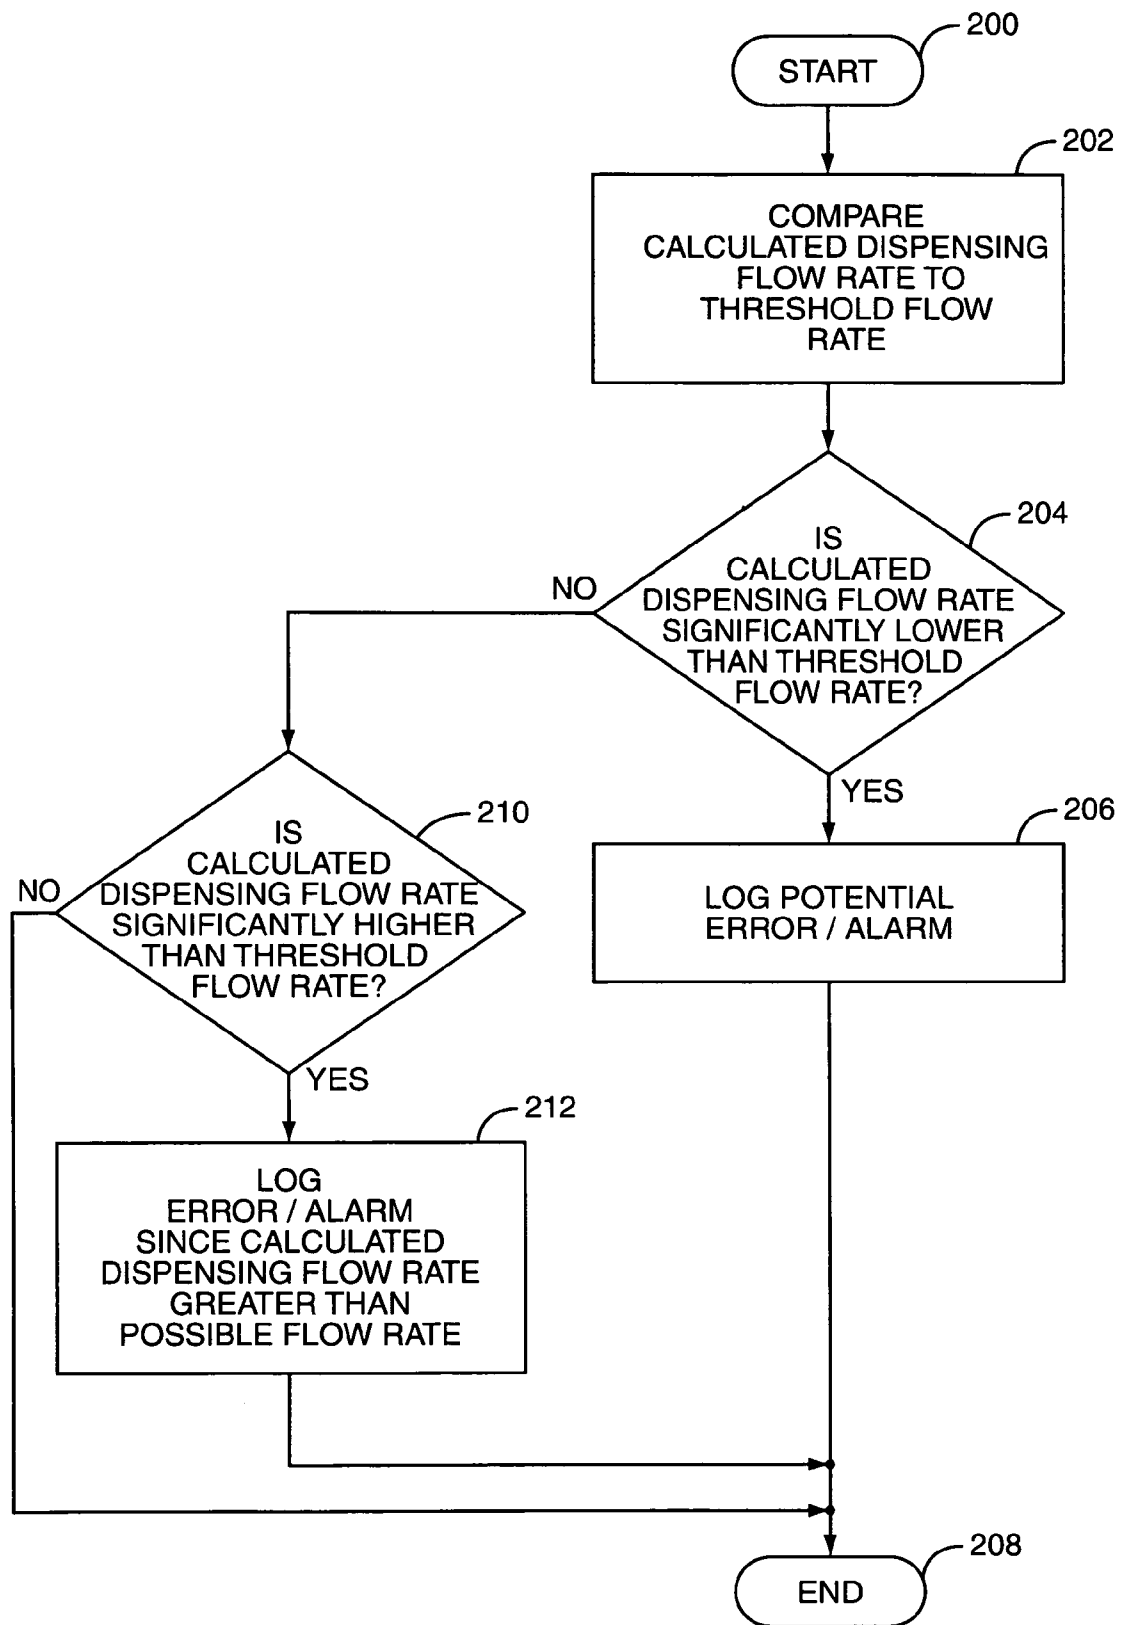 200
START
202
COMPARE
CALCULATED DISPENSING
FLOW RATE TO
THRESHOLD FLOW
RATE
204
IS
CALCULATED
DISPENSING FLOW RATE
SIGNIFICANTLY LOWER
THAN THRESHOLD
FLOW RATE?
NO
YES
206
LOG POTENTIAL
ERROR / ALARM
210
IS
CALCULATED
DISPENSING FLOW RATE
SIGNIFICANTLY HIGHER
THAN THRESHOLD
FLOW RATE?
NO
YES
212
LOG
ERROR / ALARM
SINCE CALCULATED
DISPENSING FLOW RATE
GREATER THAN
POSSIBLE FLOW RATE
208
END